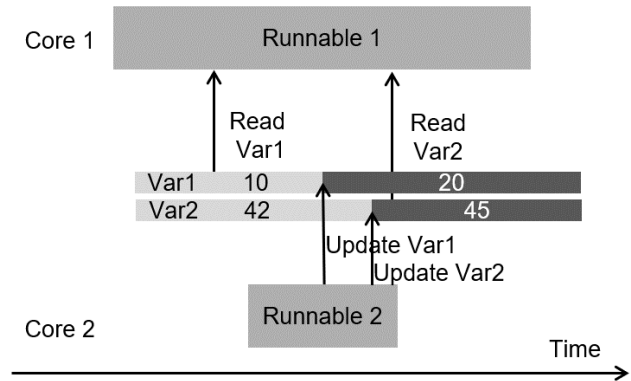 Core 1
Runnable 1
Read
Var1
Read
Var2
Var1 10 20
Var2 42 45
Update Var1
Update Var2
Runnable 2
Core 2
Time